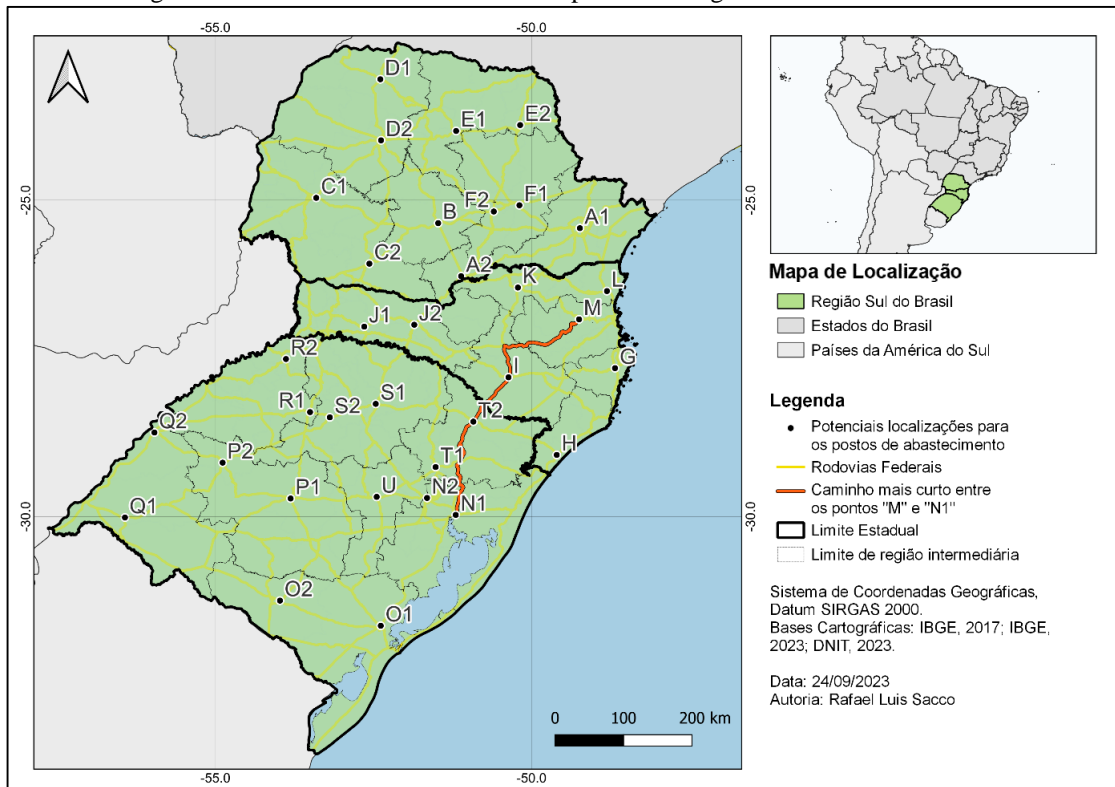 -55.0
-50.0
D1
E2
E1
D2
-25.0
-25.0
C1
F1
F2
B
A1
C2
A2
K
L
M
J1
J2
R2
G
I
S1
R1
S2
T2
Q2
H
P2
T1
P1
U
N2
N1
Q1
-30.0
-30.0
O2
O1
0 100 200 km
-55.0
-50.0
Mapa de Localização
Região Sul do Brasil
Estados do Brasil
Países da América do Sul
Legenda
Potenciais localizações para
os postos de abastecimento
Rodovias Federais
Caminho mais curto entre
os pontos "M" e "N1"
Limite Estadual
Limite de região intermediária
Sistema de Coordenadas Geográficas,
Datum SIRGAS 2000.
Bases Cartográficas: IBGE, 2017; IBGE,
2023; DNIT, 2023.
Data: 24/09/2023
Autoria: Rafael Luis Sacco